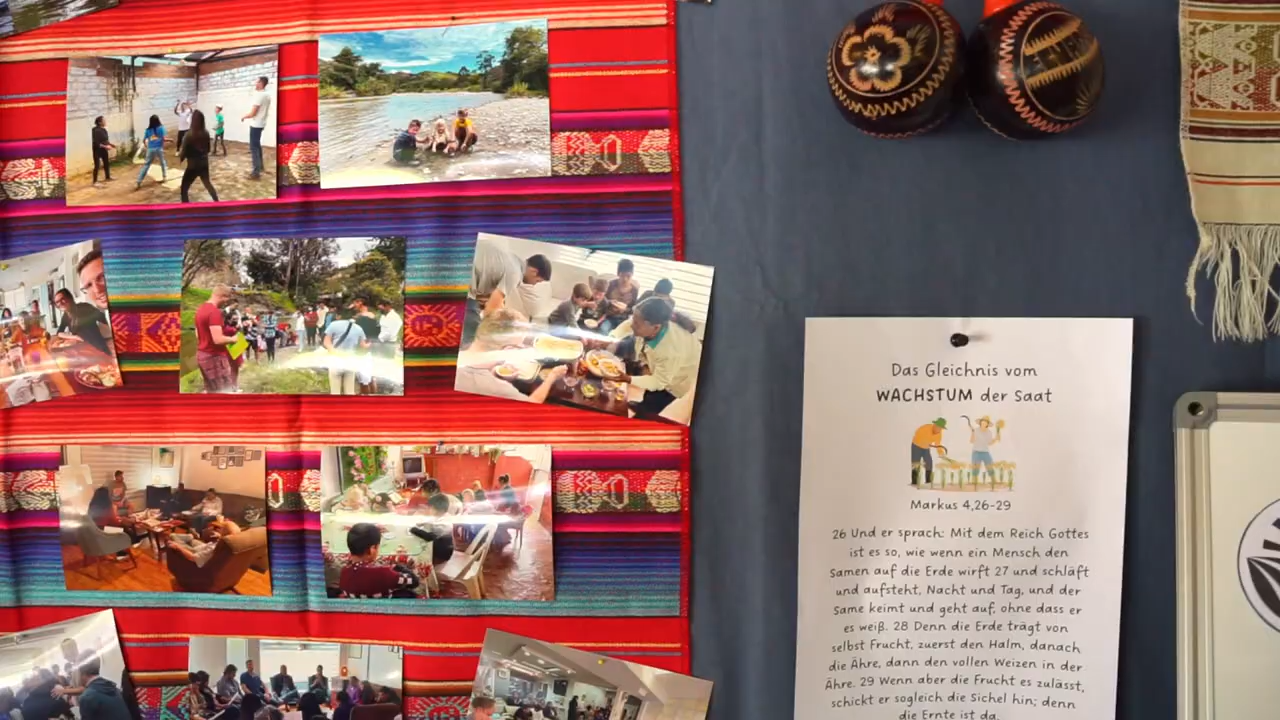 Das Gleichnis vom
WACHSTUM der Saat
Markus 4,26-29
26 Und er sprach: Mit dem Reich Gottes
ist es so, wie wenn ein Mensch den
Samen auf die Erde wirft 27 und schläft
und aufsteht, Nacht und Tag, und der
Same keimt und geht auf, ohne dass er
es weiß. 28 Denn die Erde trägt von
selbst Frucht, zuerst den Halm, danach
die Ähre, dann den vollen Weizen in der
Ähre. 29 Wenn aber die Frucht es zulässt,
schickt er sogleich die Sichel hin; denn
die Ernte ist da.